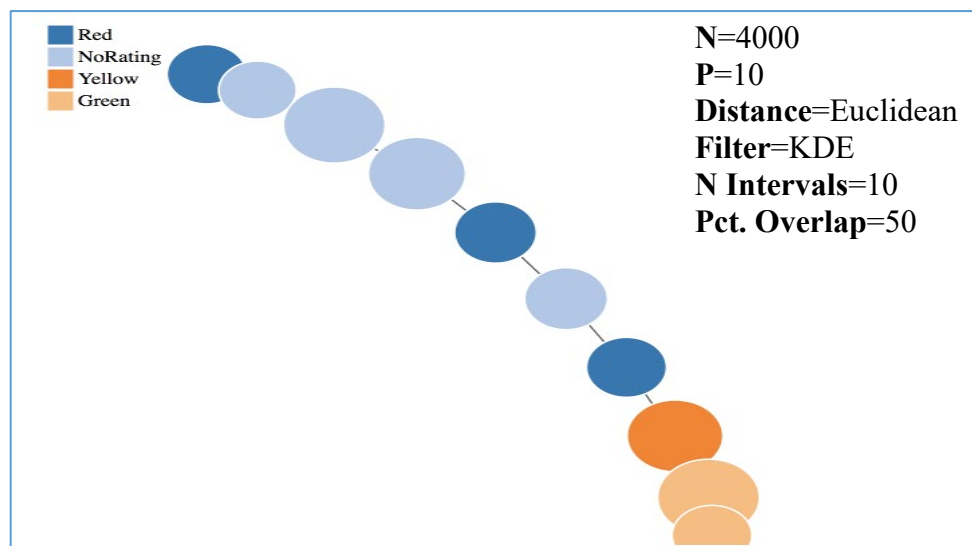 Red
NoRating
Yellow
Green
N=4000
P=10
Distance=Euclidean
Filter=KDE
N Intervals=10
Pct. Overlap=50